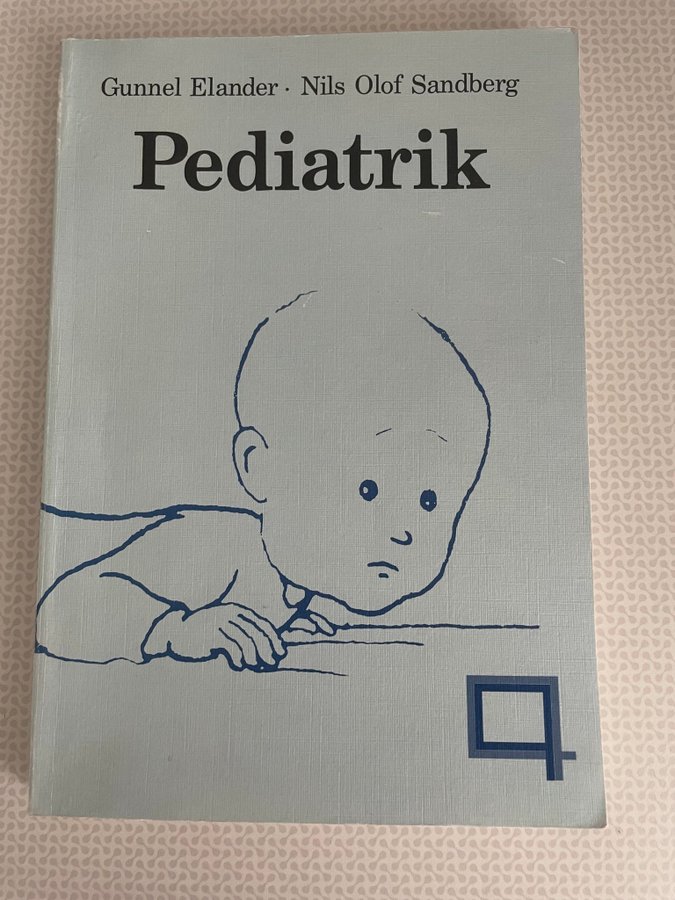 Gunnel Elander · Nils Olof Sandberg
Pediatrik